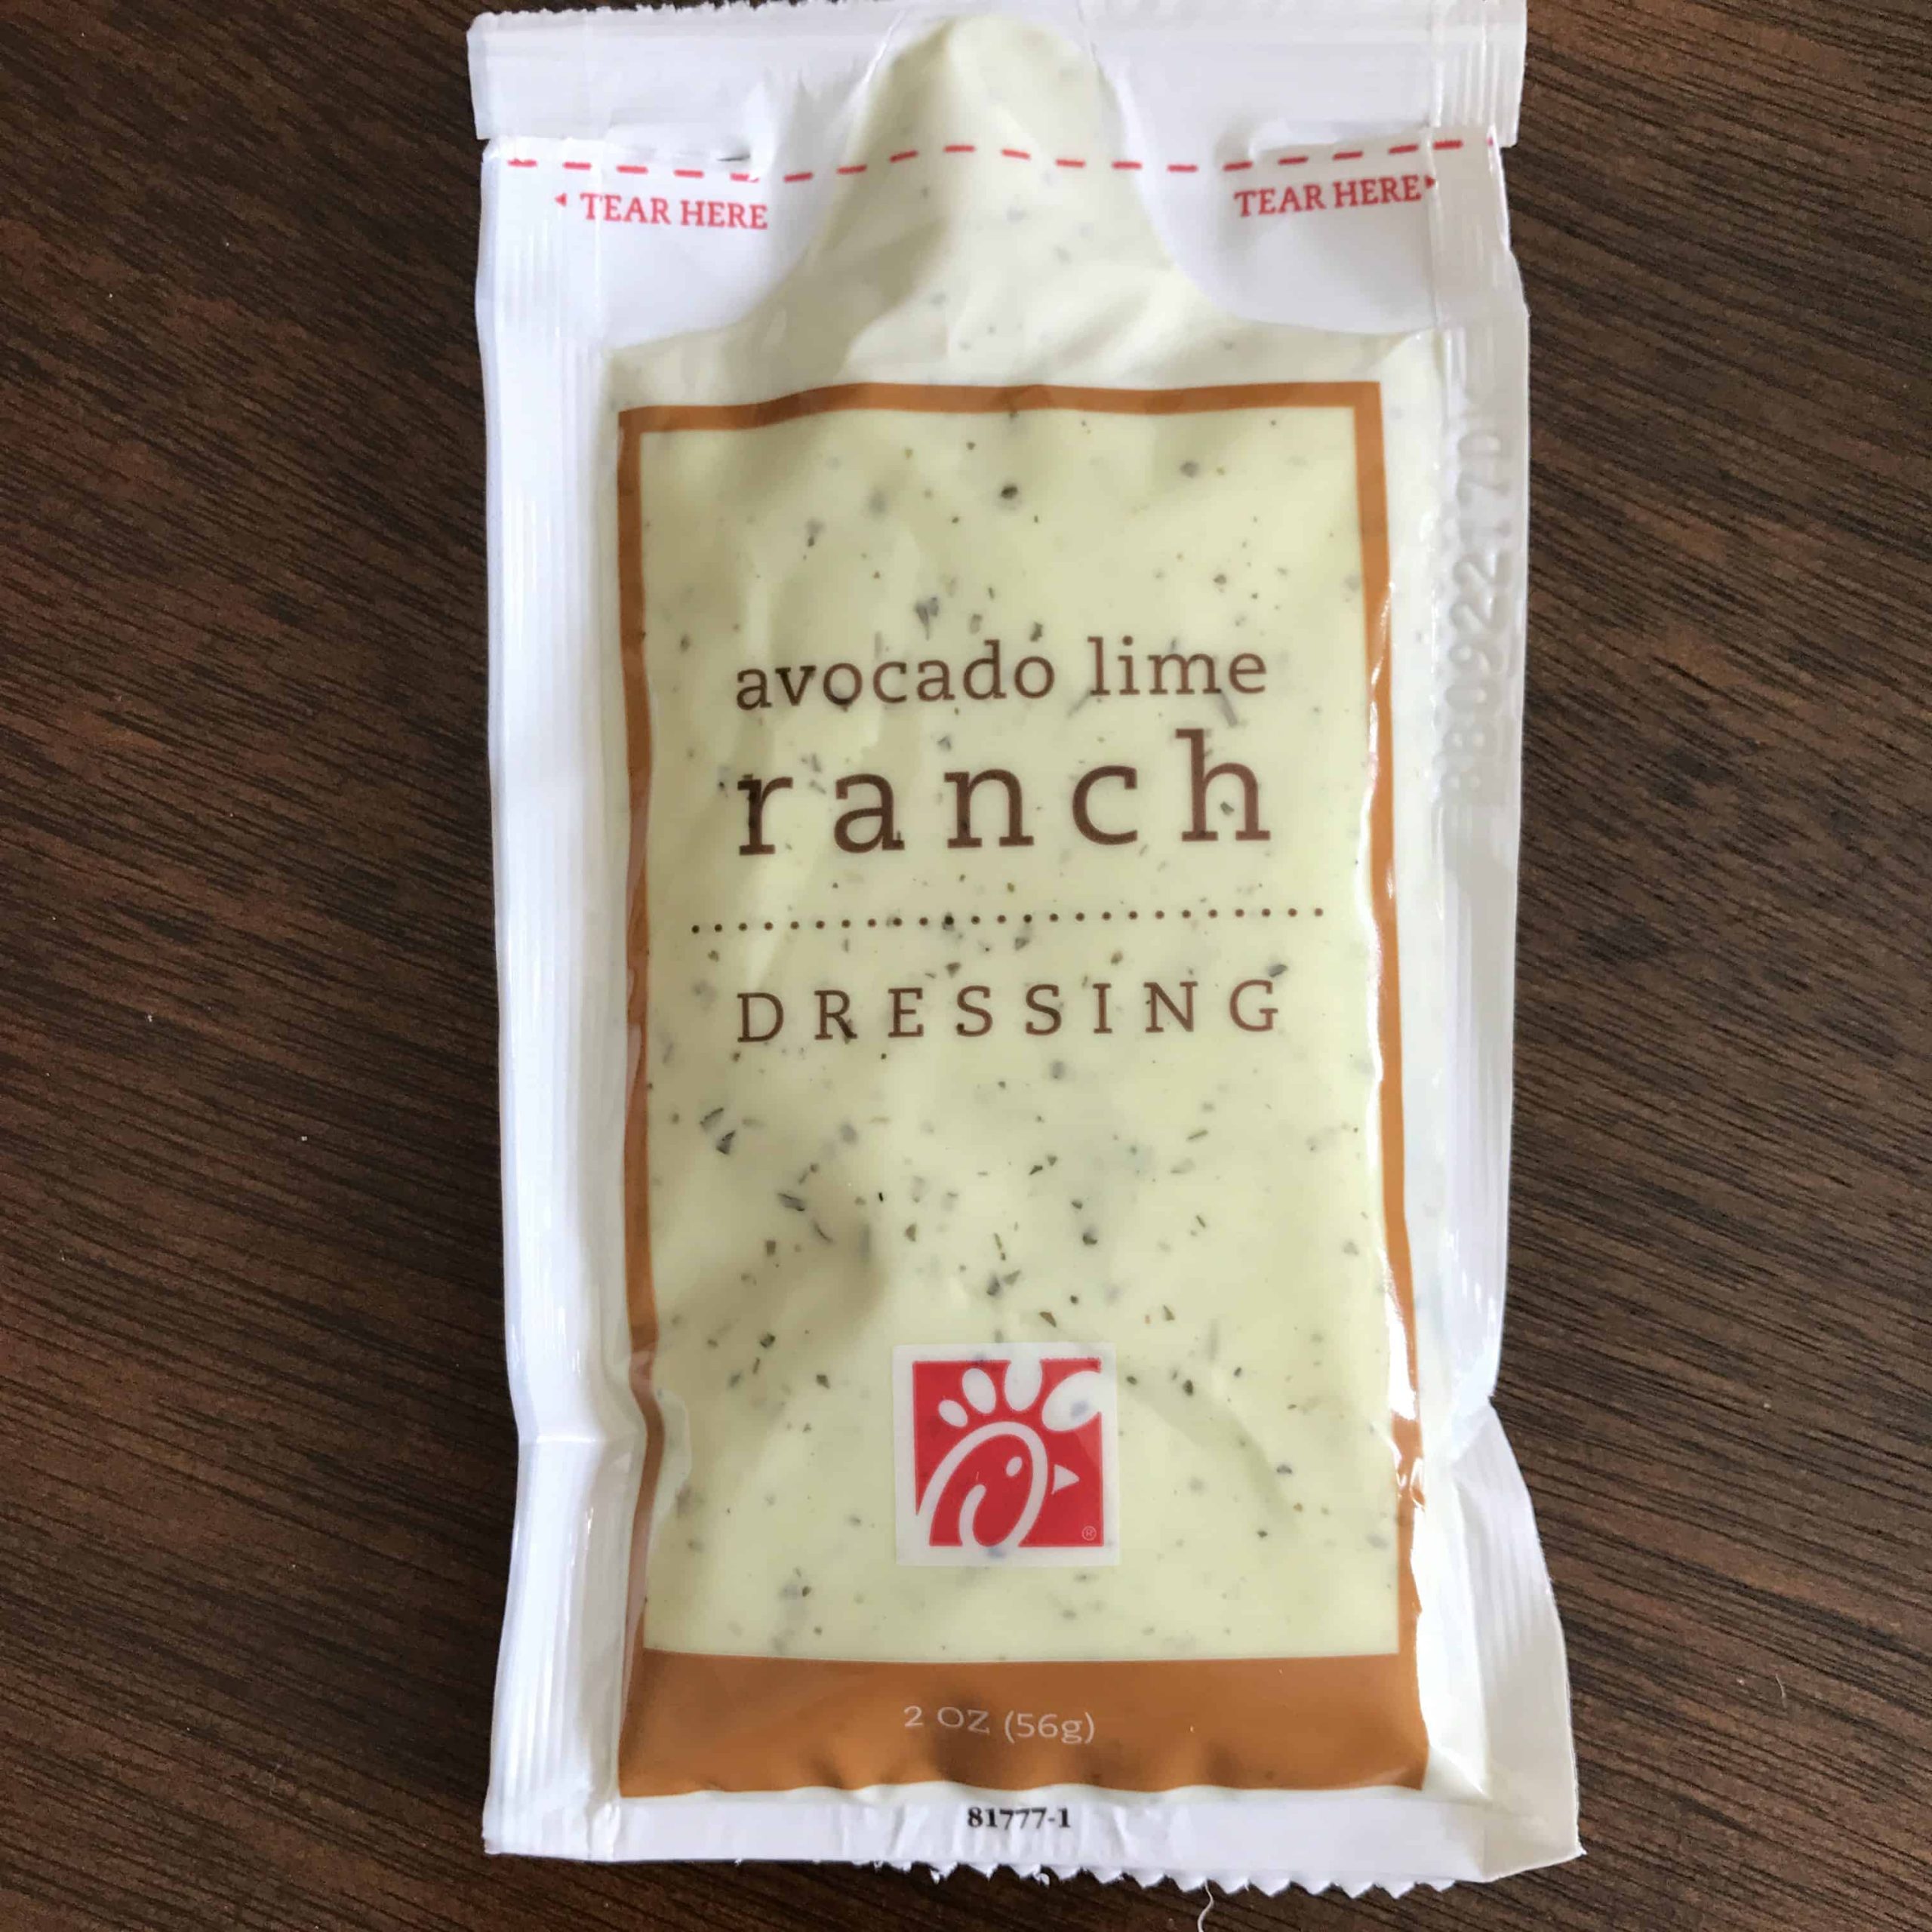 TEAR HERE
TEAR HERE
avocado lime
ranch
DRESSING
®
2 OZ (56g)
81777-1